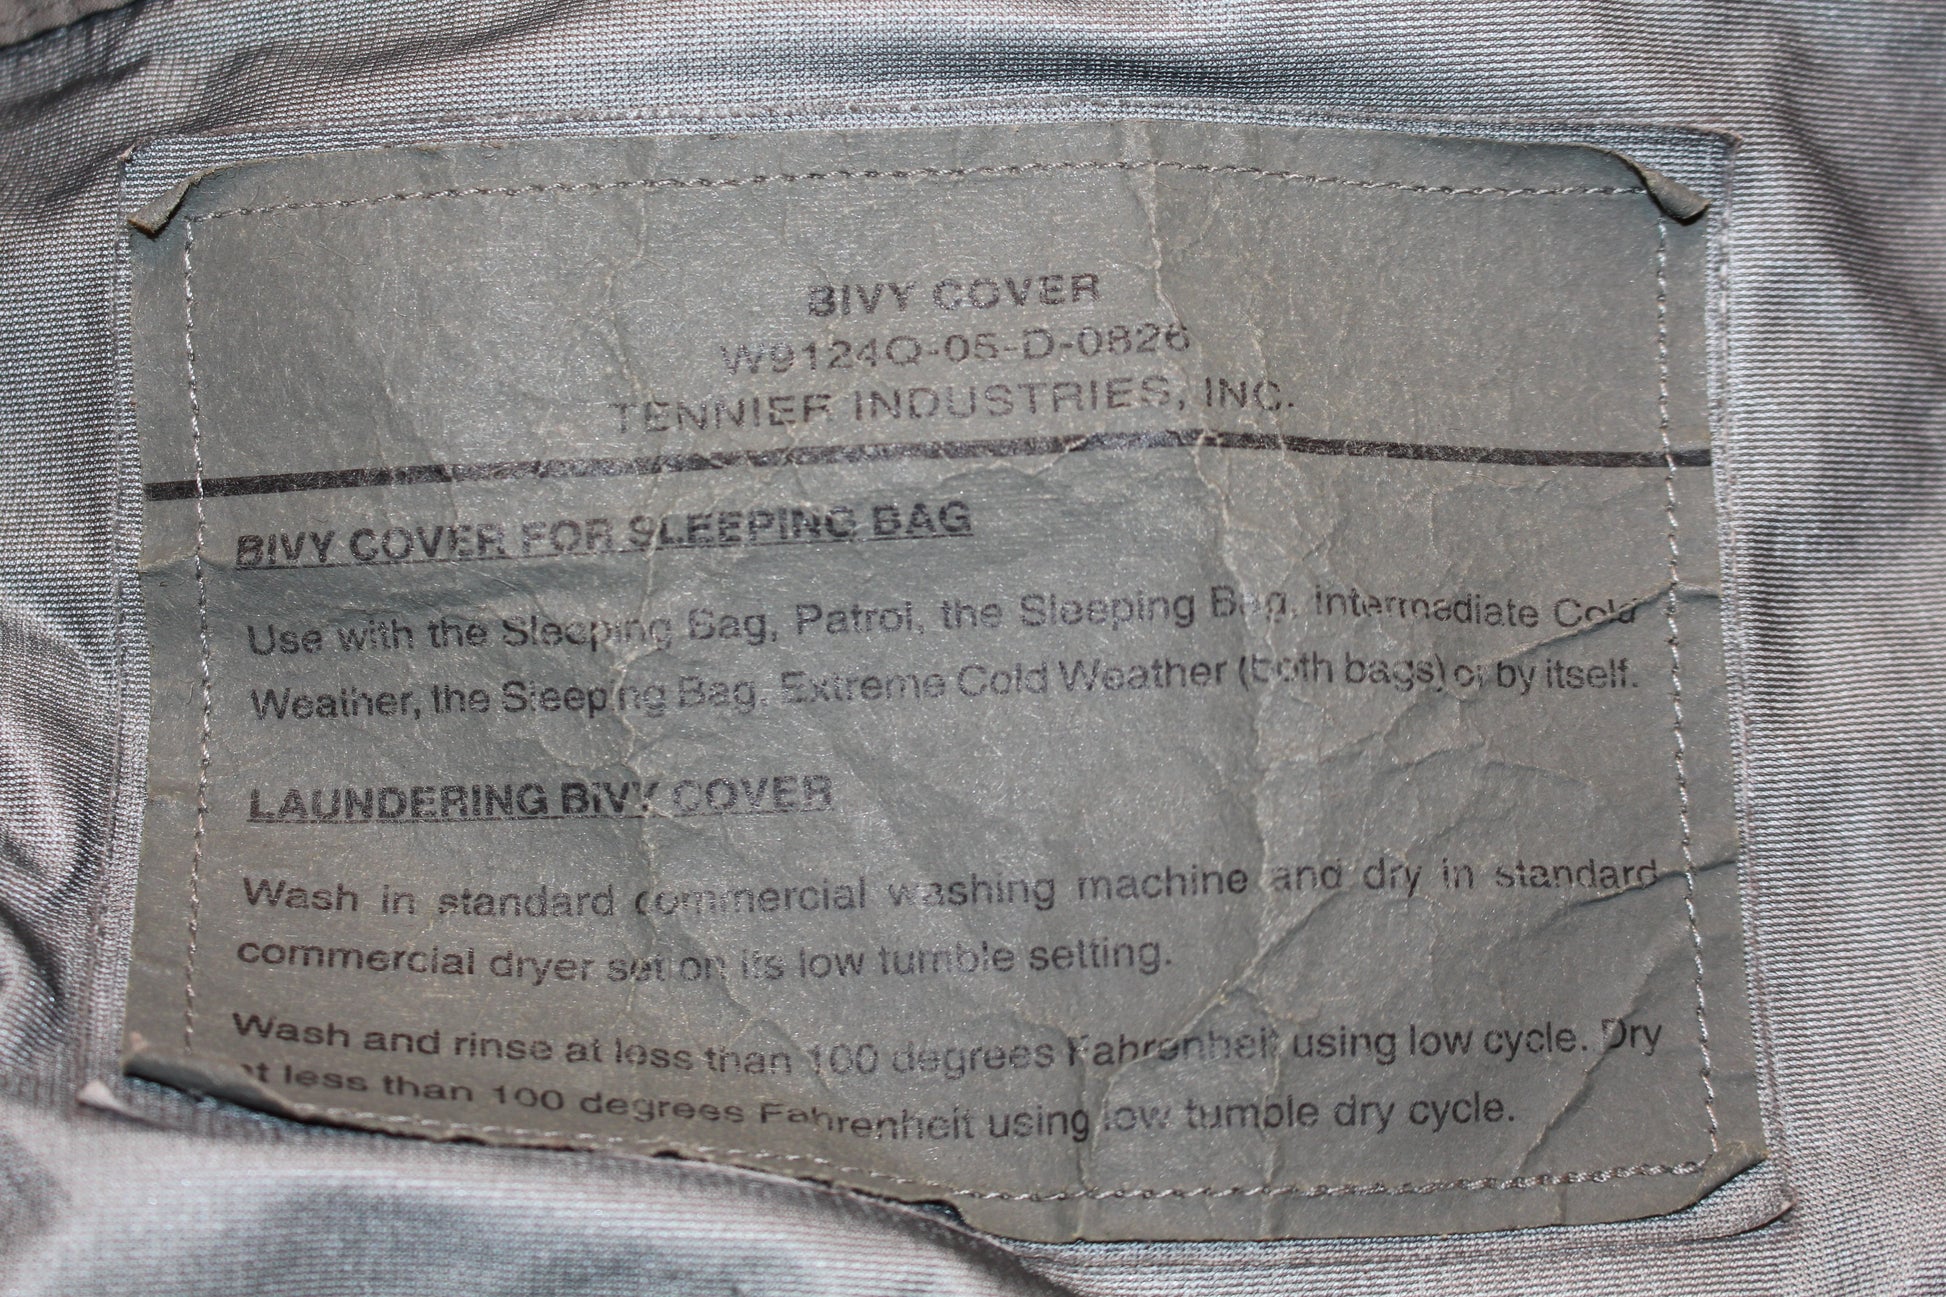 BIVY COVER
W9124Q-05-D-0826
TENNIER INDUSTRIES, INC.
BIVY COVER FOR SLEEPING BAG
Use with the Sleeping Bag, Patrol, the Sleeping Bag, Intermediate Cold
Weather, the Sleeping Bag, Extreme Cold Weather (both bags) or by itself.
LAUNDERING BIVY COVER
Wash in standard commercial washing machine and dry in standard
commercial dryer set on its low tumble setting.
Wash and rinse at less than 100 degrees Fahrenheit using low cycle. Dry
at less than 100 degrees Fahrenheit using low tumble dry cycle.